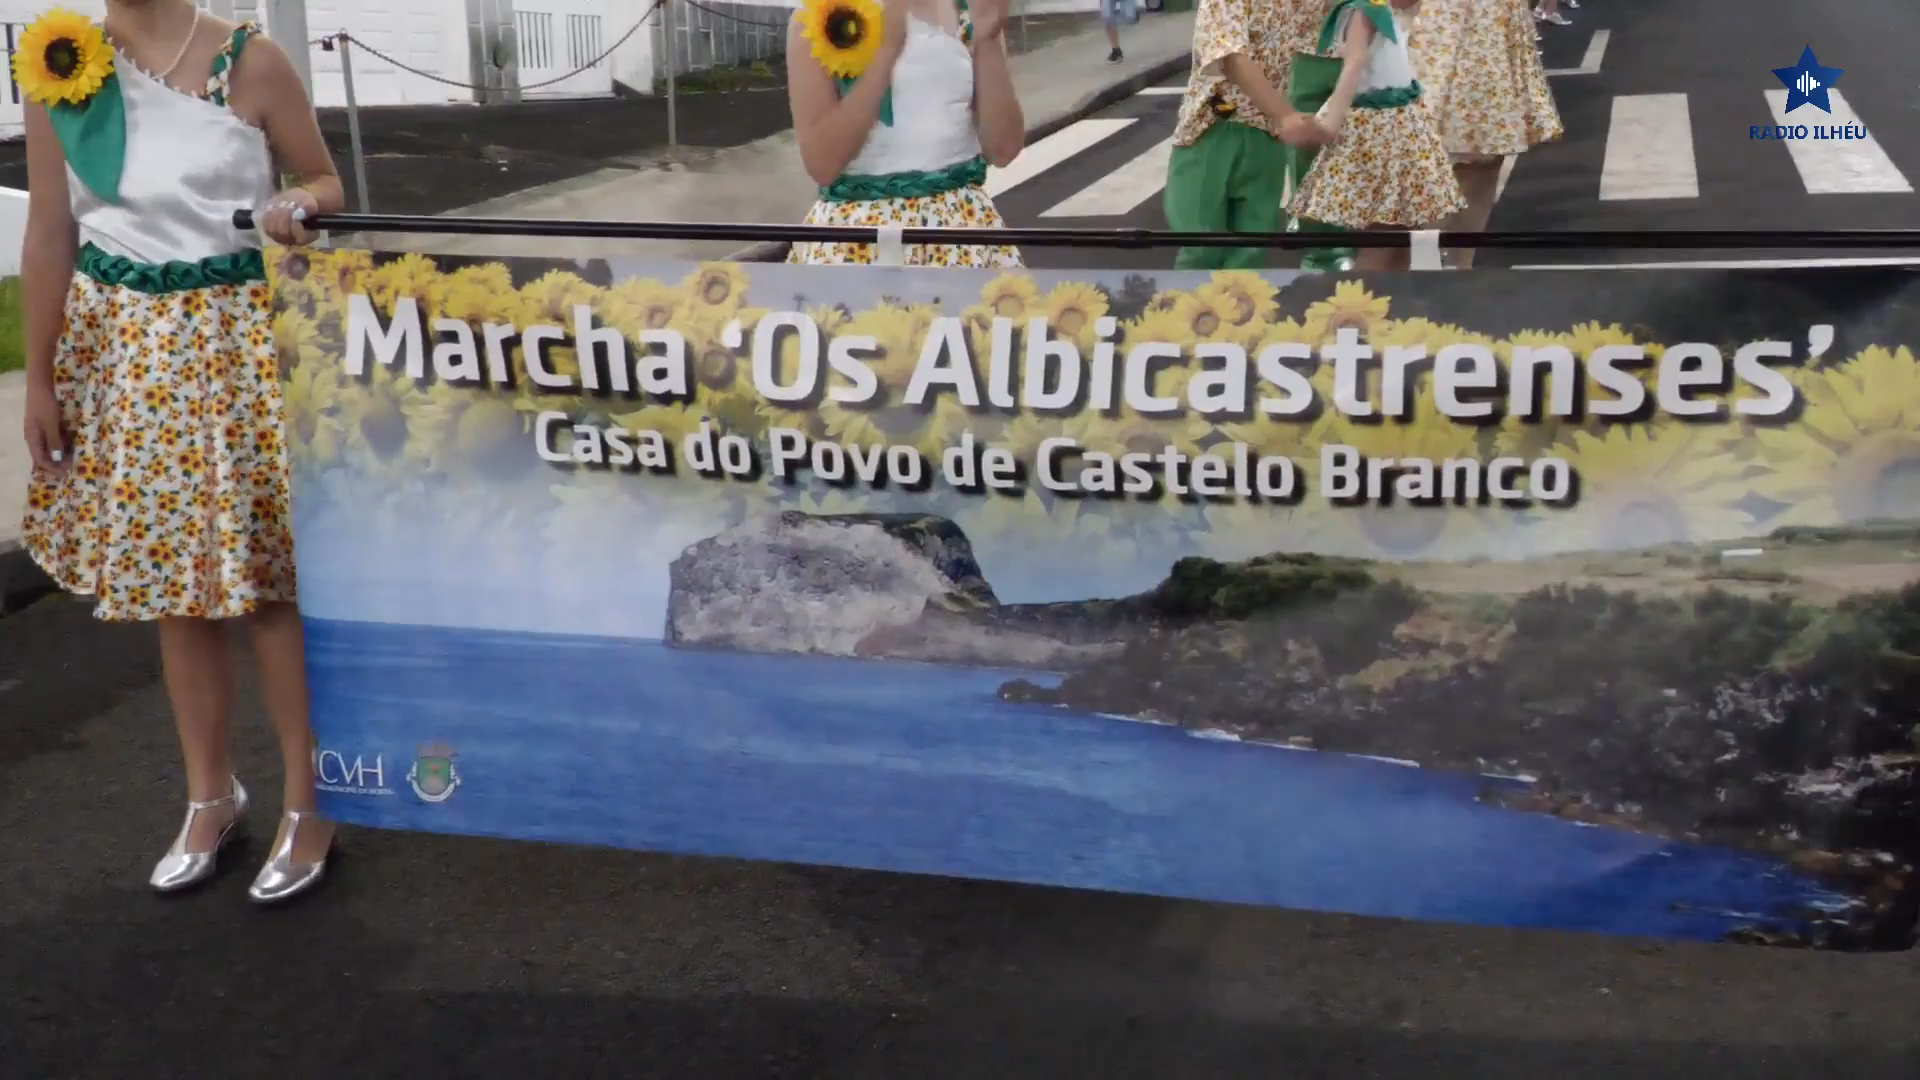 RADIO ILHÉU
Marcha ‘Os Albicastrenses’
Casa do Povo de Castelo Branco
CMH